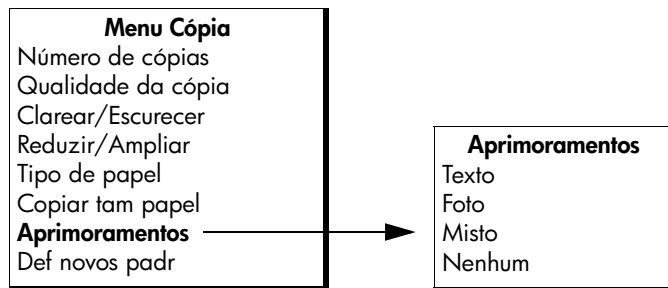 Menu Cópia
Número de cópias
Qualidade da cópia
Clarear/Escurecer
Reduzir/Ampliar
Tipo de papel
Copiar tam papel
Aprimoramentos
Def novos padr
Aprimoramentos
Texto
Foto
Misto
Nenhum